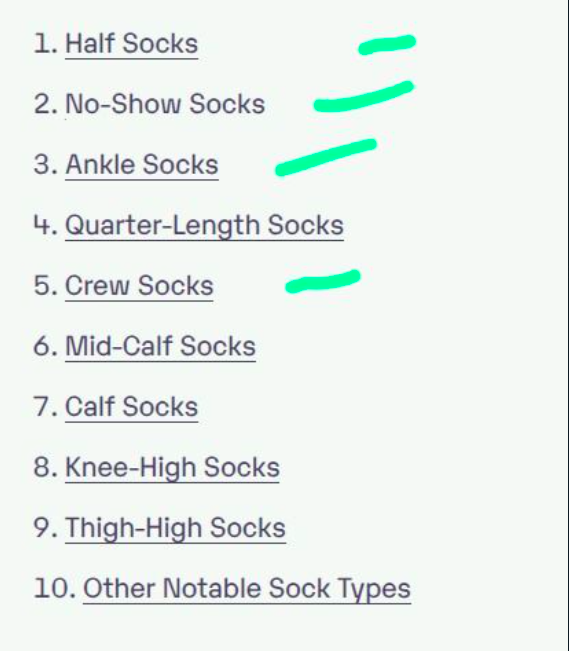 1. Half Socks
2. No-Show Socks
3. Ankle Socks
4. Quarter-Length Socks
5. Crew Socks
6. Mid-Calf Socks
7. Calf Socks
8. Knee-High Socks
9. Thigh-High Socks
10. Other Notable Sock Types